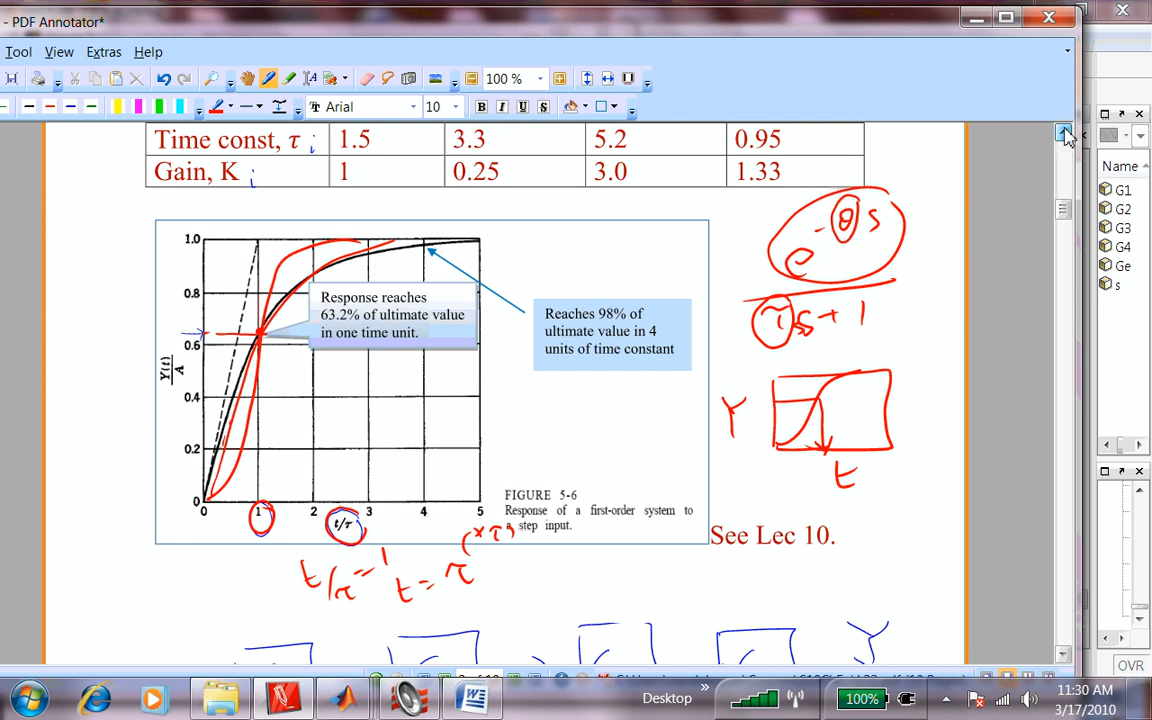 - PDF Annotator*
Tool View Extras Help
100 %
Arial 10 B I U S
Time const, τ i 1.5 3.3 5.2 0.95
Gain, K i 1 0.25 3.0 1.33
Name
G1
G2
G3
G4
Ge
s
e^-θs
τs + 1
1.0
0.8
0.6
0.4
0.2
0
Y(t)/A
Response reaches
63.2% of ultimate value
in one time unit.
Reaches 98% of
ultimate value in 4
units of time constant
Y
t
0 1 2 3 4 5
t/τ
FIGURE 5-6
Response of a first-order system to
a step input.
See Lec 10.
t/τ = 1 t = τ (*τ)
Y
OVR
Desktop »
100%
11:30 AM
3/17/2010